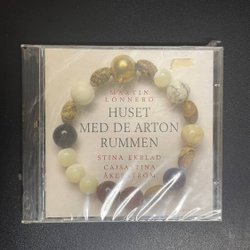 MARTIN
LÖNNEBO
HUSET
MED DE ARTON
RUMMEN
STINA EKBLAD
CAJSA STINA
ÅKERSTRÖM